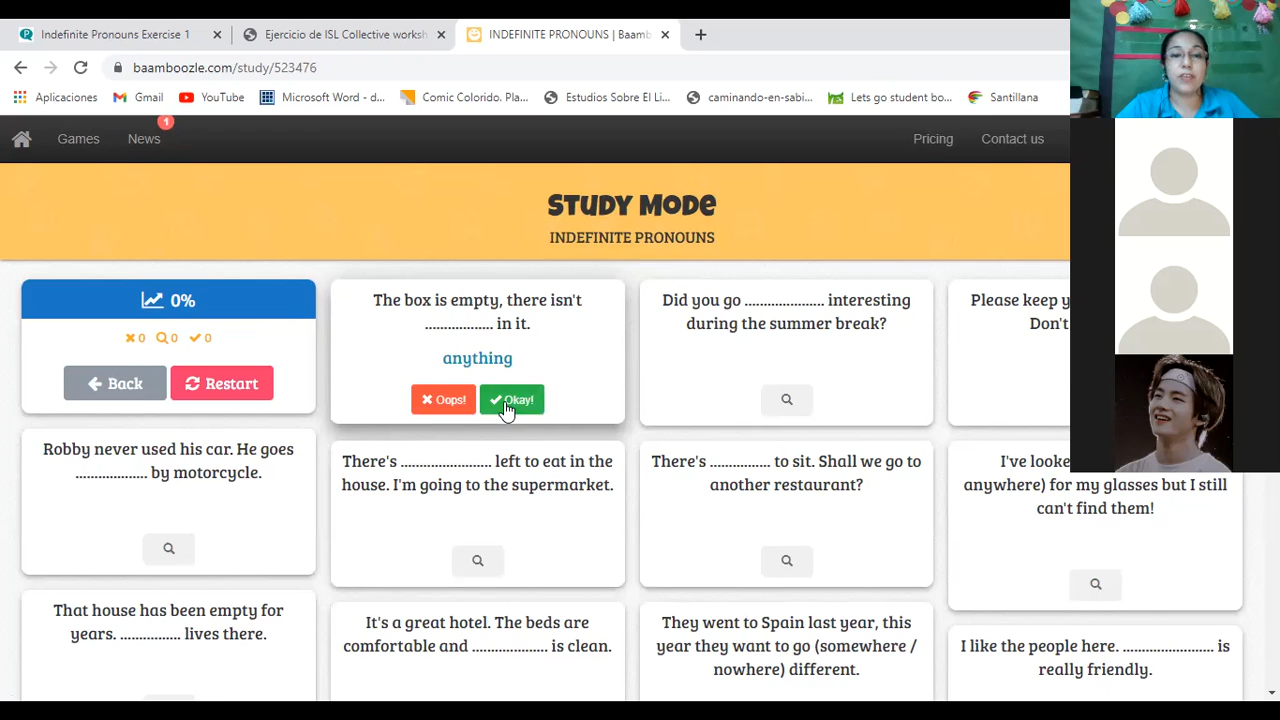 Indefinite Pronouns Exercise 1
Ejercicio de ISL Collective worksh
INDEFINITE PRONOUNS | Baamb
baamboozle.com/study/523476
Aplicaciones
Gmail
YouTube
Microsoft Word - d...
Comic Colorido. Pla...
Estudios Sobre El Li...
caminando-en-sabi...
Lets go student bo...
Santillana
Games
News
1
Pricing
Contact us
STUDY MODE
INDEFINITE PRONOUNS
0%
0
0
0
Back
Restart
The box is empty, there isn't
.................. in it.
anything
Oops!
Okay!
Did you go ..................... interesting
during the summer break?
Please keep y
Don't
Robby never used his car. He goes
................... by motorcycle.
There's ........................ left to eat in the
house. I'm going to the supermarket.
There's ................ to sit. Shall we go to
another restaurant?
I've looke
anywhere) for my glasses but I still
can't find them!
That house has been empty for
years. ................ lives there.
It's a great hotel. The beds are
comfortable and .................... is clean.
They went to Spain last year, this
year they want to go (somewhere /
nowhere) different.
I like the people here. ........................ is
really friendly.